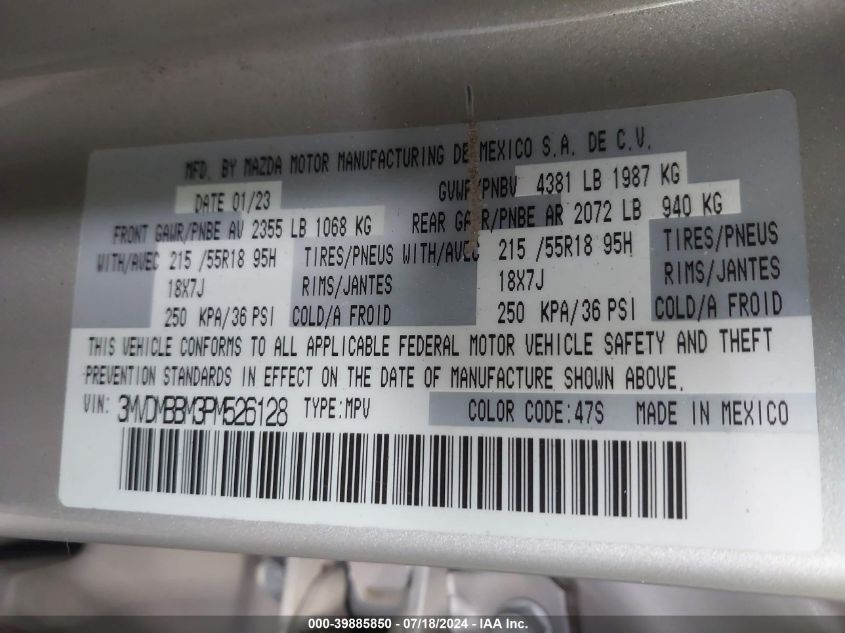 MFD. BY MAZDA MOTOR MANUFACTURING DE MEXICO S.A. DE C.V.
DATE 01/23 GVWR/PNBV 4381 LB 1987 KG
FRONT GAWR/PNBE AV 2355 LB 1068 KG REAR GAWR/PNBE AR 2072 LB 940 KG
WITH/AVEC 215 /55R18 95H TIRES/PNEUS WITH/AVEC 215 /55R18 95H TIRES/PNEUS
18X7J RIMS/JANTES 18X7J RIMS/JANTES
250 KPA/36 PSI COLD/A FROID 250 KPA/36 PSI COLD/A FROID
THIS VEHICLE CONFORMS TO ALL APPLICABLE FEDERAL MOTOR VEHICLE SAFETY AND THEFT
PREVENTION STANDARDS IN EFFECT ON THE DATE OF MANUFACTURE SHOWN ABOVE.
VIN: 3MVDMBBM3PM526128 TYPE:MPV COLOR CODE:47S MADE IN MEXICO
000-39885850 - 07/18/2024 - IAA Inc.